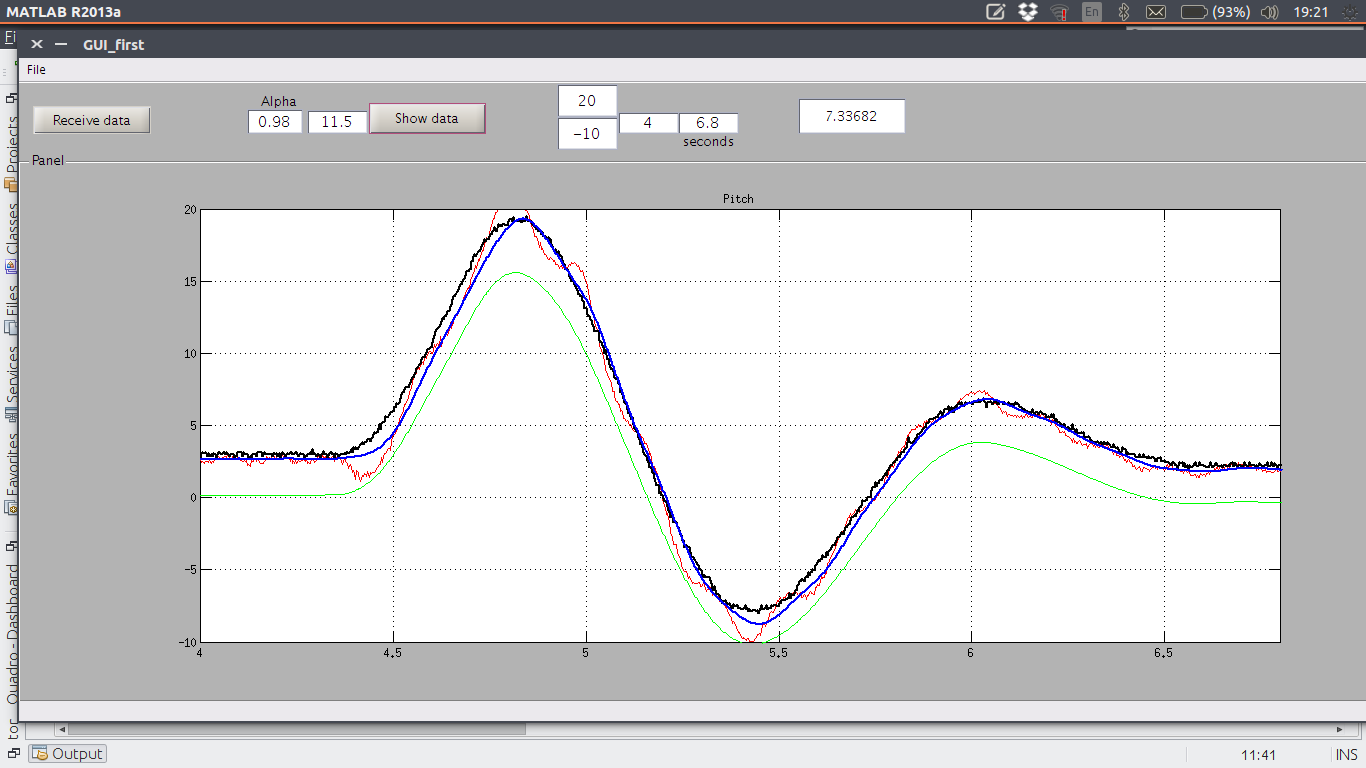 MATLAB R2013a
En
(93%)
19:21
GUI_first
File
Receive data
Alpha
0.98
11.5
Show data
20
-10
4
6.8
seconds
7.33682
Panel
Projects
Classes
Files
Services
Favorites
Quadro - Dashboard
Pitch
20
15
10
5
0
-5
-10
4
4.5
5
5.5
6
6.5
Output
11:41
INS